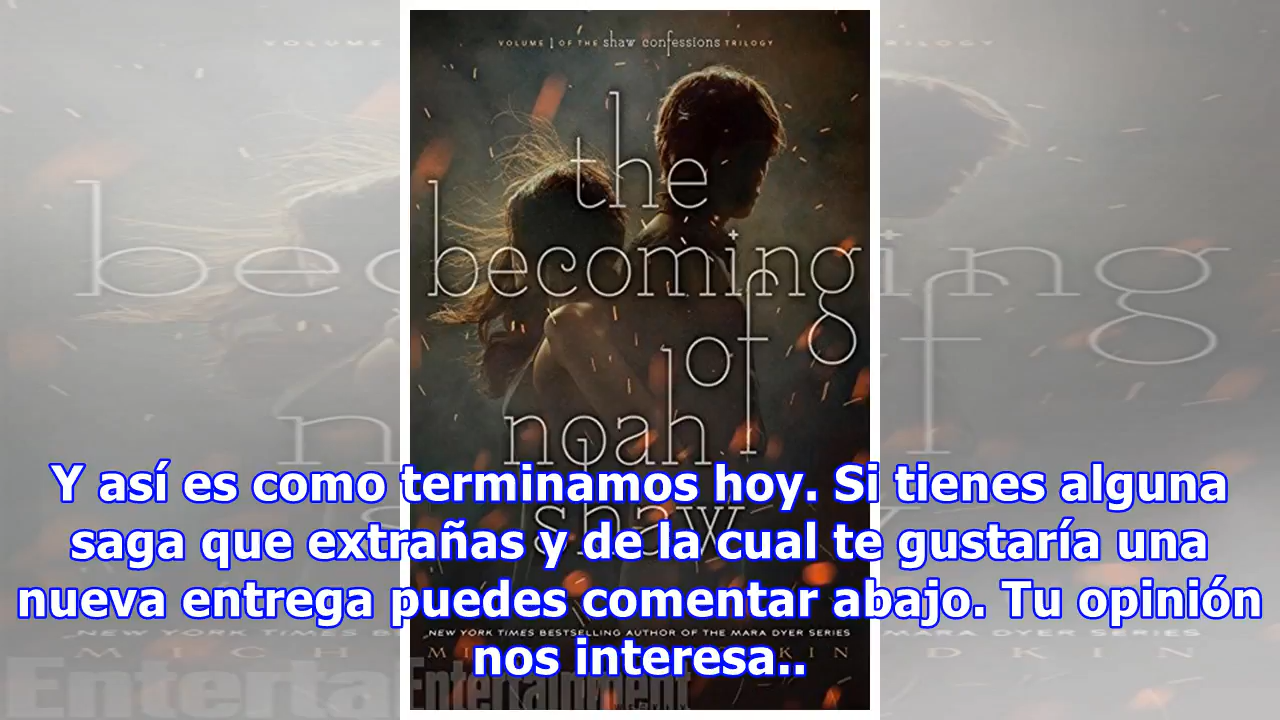 VOLUME 1 OF THE shaw confessions TRILOGY
the
becoming
of
noah
shaw
Y así es como terminamos hoy. Si tienes alguna
saga que extrañas y de la cual te gustaría una
nueva entrega puedes comentar abajo. Tu opinión
NEW YORK TIMES BESTSELLING AUTHOR OF THE MARA DYER SERIES
nos interesa..
Entertainment